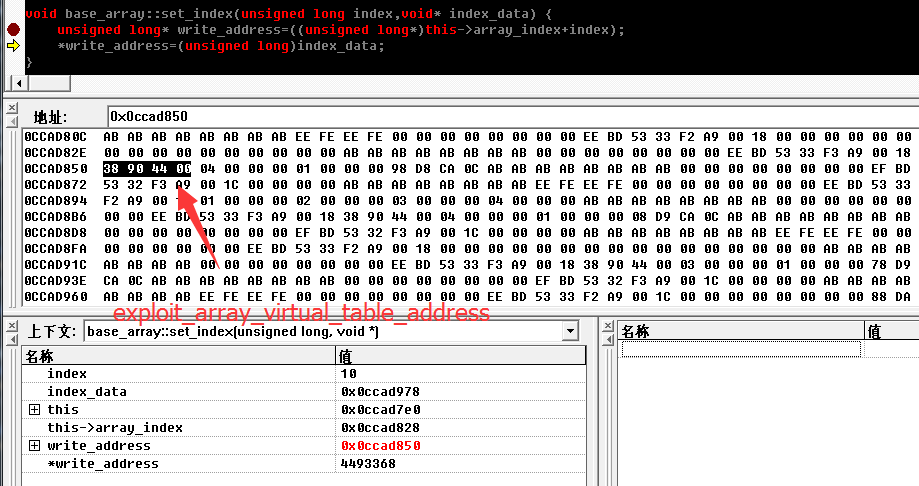 void base_array::set_index(unsigned long index,void* index_data) {
unsigned long* write_address=((unsigned long*)this->array_index+index);
*write_address=(unsigned long)index_data;
}
地址: 0x0ccad850
0CCAD80C AB AB AB AB AB AB AB AB EE FE EE FE 00 00 00 00 00 00 00 00 EE BD 53 33 F2 A9 00 18 00 00 00 00 00 00
0CCAD82E 00 00 00 00 00 00 00 00 00 00 AB AB AB AB AB AB AB AB 00 00 00 00 00 00 00 00 EE BD 53 33 F3 A9 00 18
0CCAD850 38 90 44 00 04 00 00 00 01 00 00 00 98 D8 CA 0C AB AB AB AB AB AB AB AB 00 00 00 00 00 00 00 00 EF BD
0CCAD872 53 32 F3 A9 00 1C 00 00 00 00 AB AB AB AB AB AB AB AB EE FE EE FE 00 00 00 00 00 00 00 00 EE BD 53 33
0CCAD894 F2 A9 00 01 00 00 00 02 00 00 00 03 00 00 00 04 00 00 00 AB AB AB AB AB AB AB AB 00 00 00 00 00 00
0CCAD8B6 00 00 EE BD 53 33 F3 A9 00 18 38 90 44 00 04 00 00 00 01 00 00 00 08 D9 CA 0C AB AB AB AB AB AB AB AB
0CCAD8D8 00 00 00 00 00 00 00 00 EF BD 53 32 F3 A9 00 1C 00 00 00 00 AB AB AB AB AB AB AB AB EE FE EE FE 00 00
0CCAD8FA 00 00 00 00 00 00 EE BD 53 33 F2 A9 00 18 00 00 00 00 00 00 00 00 00 00 00 00 00 00 00 00 AB AB AB AB
0CCAD91C AB AB AB AB 00 00 00 00 00 00 00 00 EE BD 53 33 F3 A9 00 18 38 90 44 00 03 00 00 00 01 00 00 00 78 D9
0CCAD93E CA 0C AB AB AB AB AB AB AB AB 00 00 00 00 00 00 00 00 EF BD 53 32 F3 A9 00 1C 00 00 00 00 AB AB AB AB
0CCAD960 AB AB AB AB EE FE EE FE 00 00 00 00 00 00 00 00 EE BD 53 33 F2 A9 00 1C 00 00 00 00 00 00 00 00 88 DA
exploit_array_virtual_table_address
上下文: base_array::set_index(unsigned long, void *)
名称 值
index 10
index_data 0x0ccad978
this 0x0ccad7e0
this->array_index 0x0ccad828
write_address 0x0ccad850
*write_address 4493368
名称 值